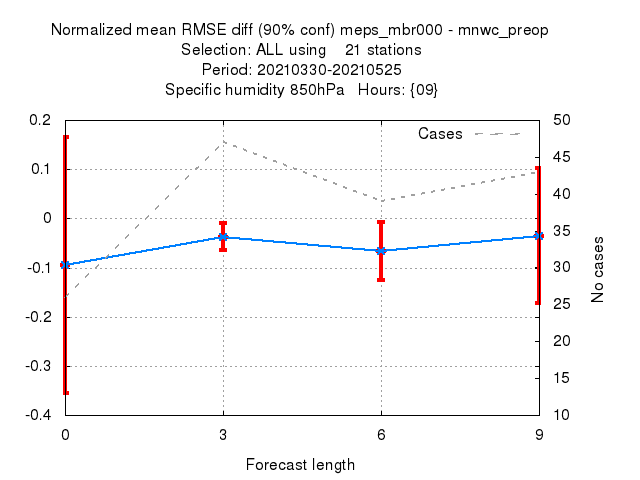 Normalized mean RMSE diff (90% conf) meps_mbr000 - mnwc_preop
Selection: ALL using    21 stations
Period: 20210330-20210525
Specific humidity 850hPa   Hours: {09}
0.2
0.1
0
-0.1
-0.2
-0.3
-0.4
Cases
50
45
40
35
30
25
20
15
10
No cases
0 3 6 9
Forecast length